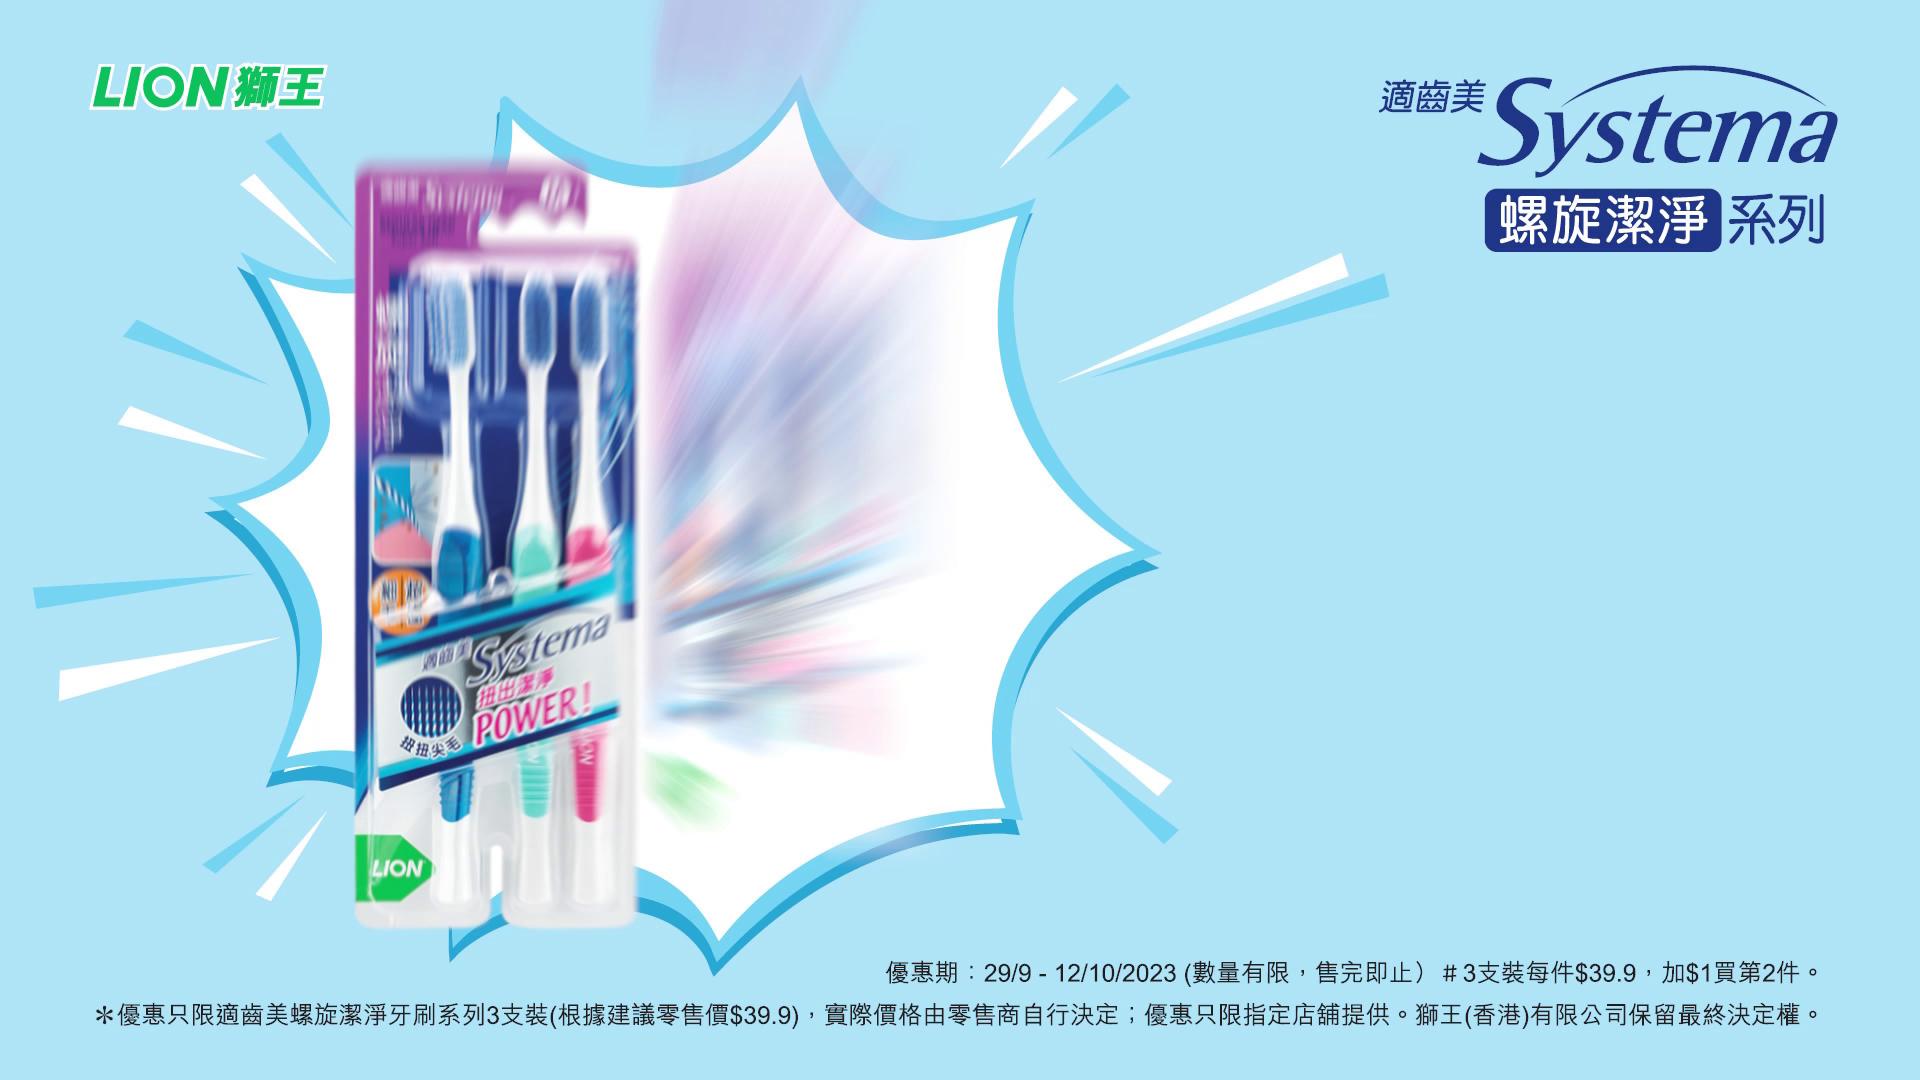 LION獅王
適齒美 Systema
螺旋潔淨 系列
Systema
適齒美 Systema
扭出潔淨
POWER!
扭扭尖毛
LION
優惠期：29/9 - 12/10/2023 (數量有限，售完即止）＃3支裝每件$39.9，加$1買第2件。
＊優惠只限適齒美螺旋潔淨牙刷系列3支裝(根據建議零售價$39.9)，實際價格由零售商自行決定；優惠只限指定店舖提供。獅王(香港)有限公司保留最終決定權。